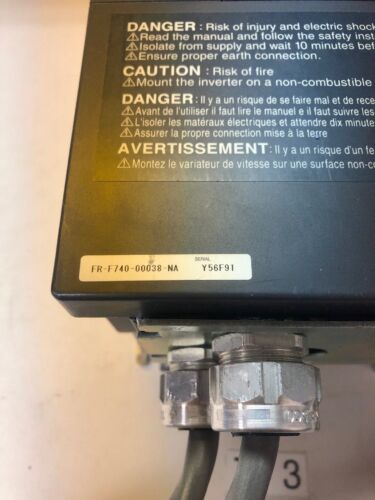 DANGER : Risk of injury and electric shock
⚠Read the manual and follow the safety inst
⚠Isolate from supply and wait 10 minutes befo
⚠Ensure proper earth connection.
CAUTION : Risk of fire
⚠Mount the inverter on a non-combustible
DANGER : Il y a un risque de se faire mal et de rece
⚠Avant de l'utiliser il faut lire le manuel e il faut suivre les
⚠L'isoler les matéraux électriques et attendre dix minute
⚠Assurer la propre connection mise à la terre
AVERTISSEMENT : Il y a un risque d'un fe
⚠Montez le variateur de vitesse sur une surface non-co
SERIAL
FR-F740-00038-NA Y56F91
3